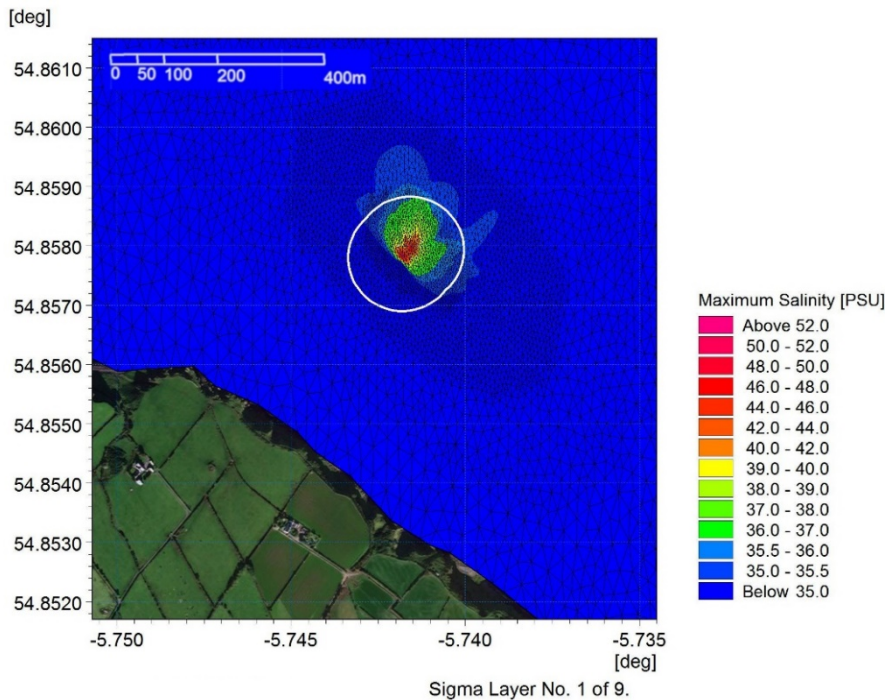 [deg]
54.8610
54.8600
54.8590
54.8580
54.8570
54.8560
54.8550
54.8540
54.8530
54.8520
0 50 100 200 400m
-5.750 -5.745 -5.740 -5.735
[deg]
Sigma Layer No. 1 of 9.
Maximum Salinity [PSU]
Above 52.0
50.0 - 52.0
48.0 - 50.0
46.0 - 48.0
44.0 - 46.0
42.0 - 44.0
40.0 - 42.0
39.0 - 40.0
38.0 - 39.0
37.0 - 38.0
36.0 - 37.0
35.5 - 36.0
35.0 - 35.5
Below 35.0